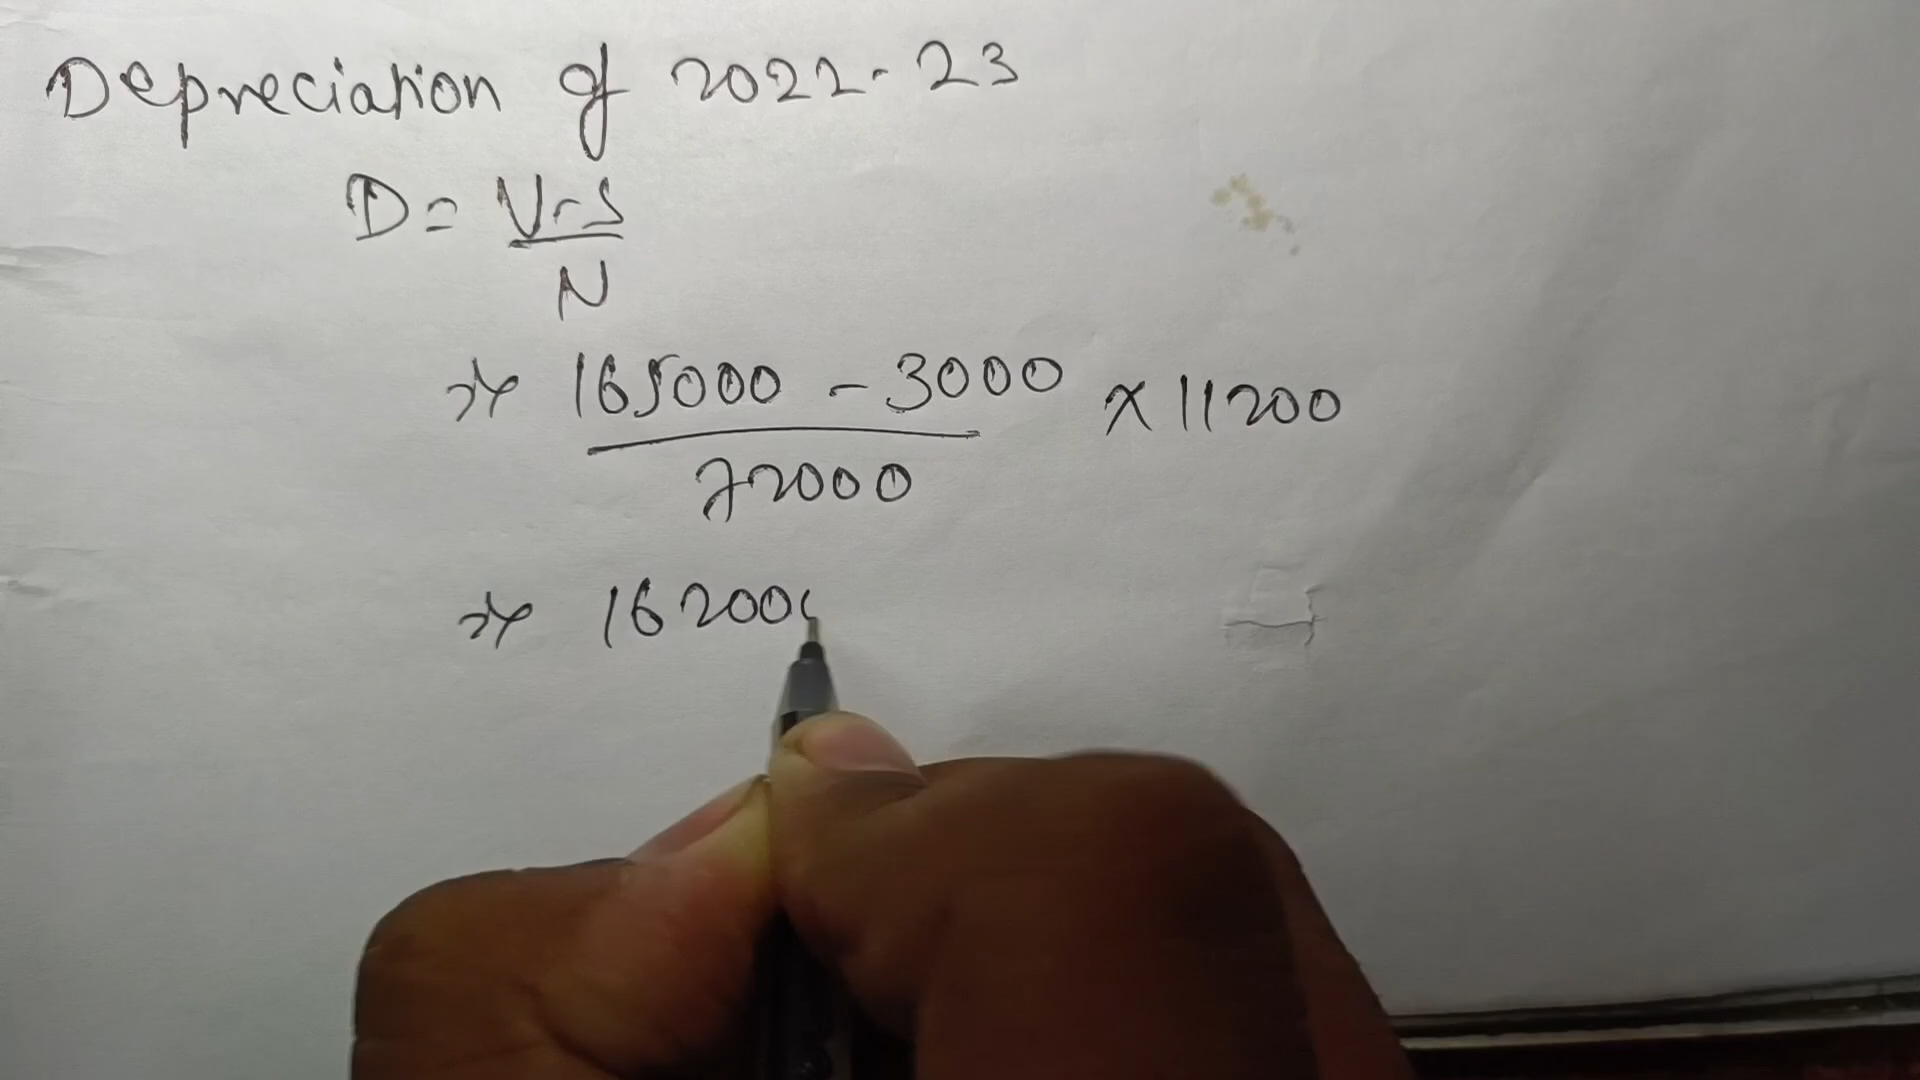 Depreciation of 2022-23
D = V-S
N
=> 165000 - 3000 × 11200
72000
=> 162000